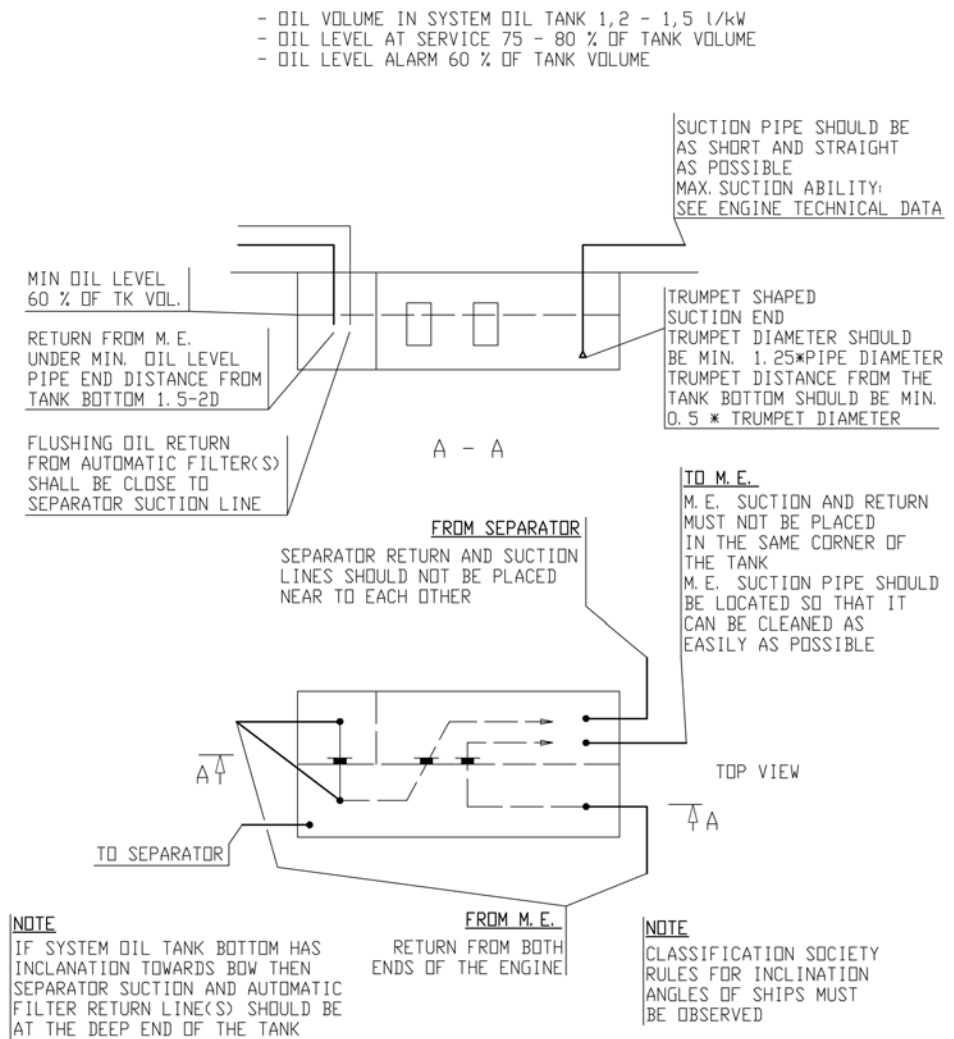 - OIL VOLUME IN SYSTEM OIL TANK 1,2 - 1,5 l/kW
- OIL LEVEL AT SERVICE 75 - 80 % OF TANK VOLUME
- OIL LEVEL ALARM 60 % OF TANK VOLUME
SUCTION PIPE SHOULD BE
AS SHORT AND STRAIGHT
AS POSSIBLE
MAX. SUCTION ABILITY:
SEE ENGINE TECHNICAL DATA
MIN OIL LEVEL
60 % OF TK VOL.
RETURN FROM M.E.
UNDER MIN. OIL LEVEL
PIPE END DISTANCE FROM
TANK BOTTOM 1.5-2D
FLUSHING OIL RETURN
FROM AUTOMATIC FILTER(S)
SHALL BE CLOSE TO
SEPARATOR SUCTION LINE
TRUMPET SHAPED
SUCTION END
TRUMPET DIAMETER SHOULD
BE MIN. 1.25*PIPE DIAMETER
TRUMPET DISTANCE FROM THE
TANK BOTTOM SHOULD BE MIN.
0.5 * TRUMPET DIAMETER
A - A
FROM SEPARATOR
SEPARATOR RETURN AND SUCTION
LINES SHOULD NOT BE PLACED
NEAR TO EACH OTHER
TO M.E.
M.E. SUCTION AND RETURN
MUST NOT BE PLACED
IN THE SAME CORNER OF
THE TANK
M.E. SUCTION PIPE SHOULD
BE LOCATED SO THAT IT
CAN BE CLEANED AS
EASILY AS POSSIBLE
A
TOP VIEW
A
TO SEPARATOR
NOTE
IF SYSTEM OIL TANK BOTTOM HAS
INCLANATION TOWARDS BOW THEN
SEPARATOR SUCTION AND AUTOMATIC
FILTER RETURN LINE(S) SHOULD BE
AT THE DEEP END OF THE TANK
FROM M.E.
RETURN FROM BOTH
ENDS OF THE ENGINE
NOTE
CLASSIFICATION SOCIETY
RULES FOR INCLINATION
ANGLES OF SHIPS MUST
BE OBSERVED